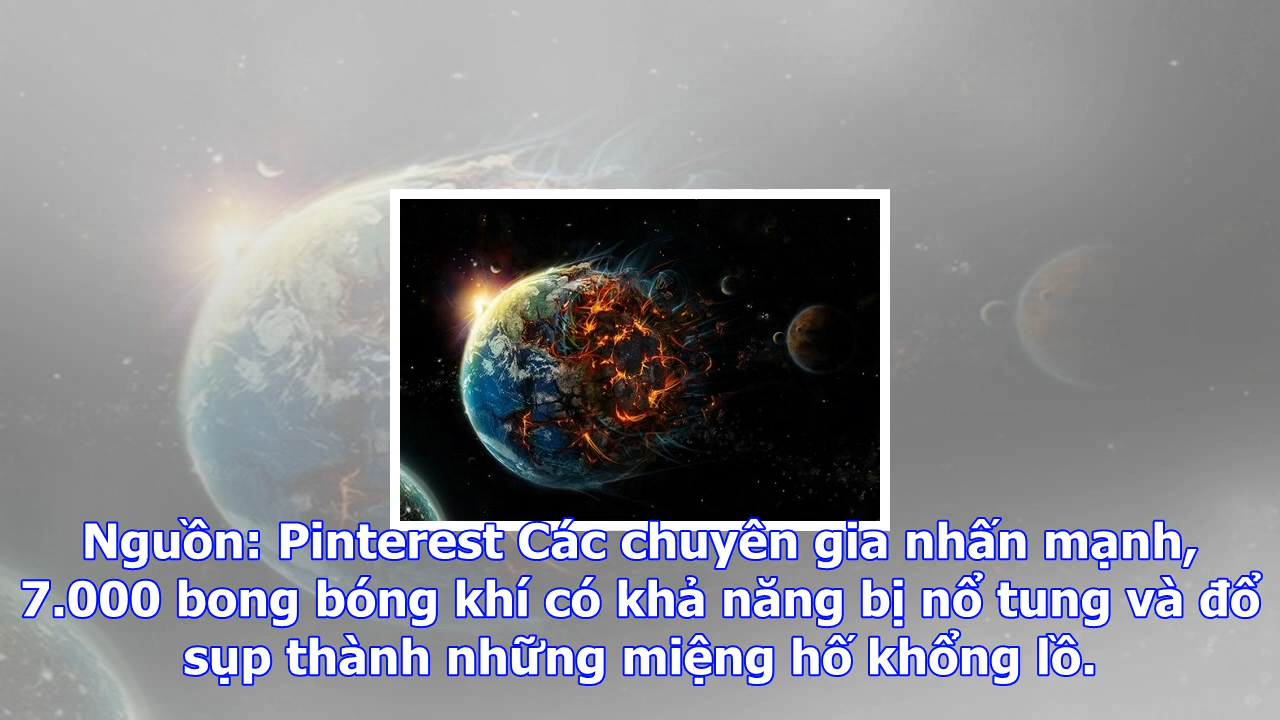 Nguồn: Pinterest Các chuyên gia nhấn mạnh,
7.000 bong bóng khí có khả năng bị nổ tung và đổ
sụp thành những miệng hố khổng lồ.